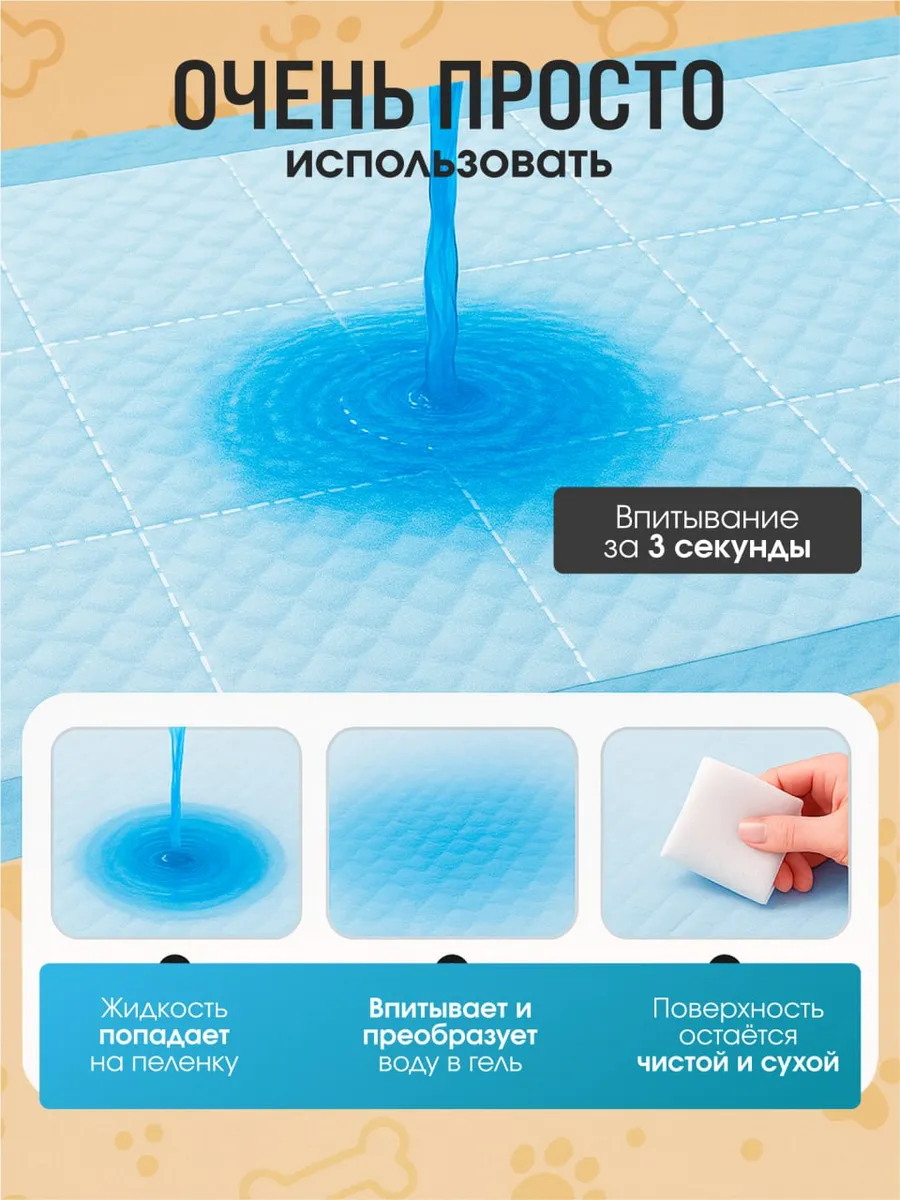 ОЧЕНЬ ПРОСТО
использовать
Впитывание
за 3 секунды
Жидкость
попадает
на пеленку
Впитывает и
преобразует
воду в гель
Поверхность
остаётся
чистой и сухой